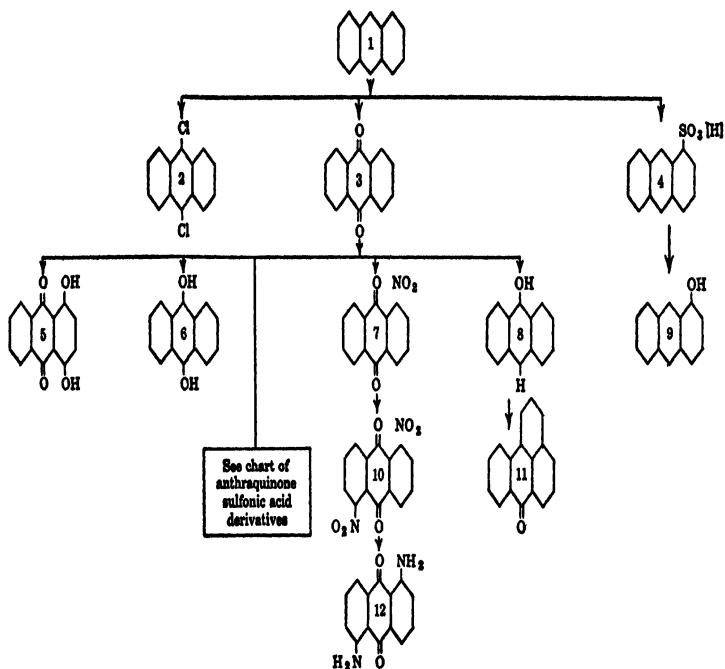 1
Cl
O
SO3[H]
2
3
4
Cl
O
O OH
OH
O NO2
OH
5
6
7
8
OH
9
O OH
OH
O
H
See chart of
anthraquinone
sulfonic acid
derivatives
O NO2
10
11
O2N O
O
O NH2
12
H2N O